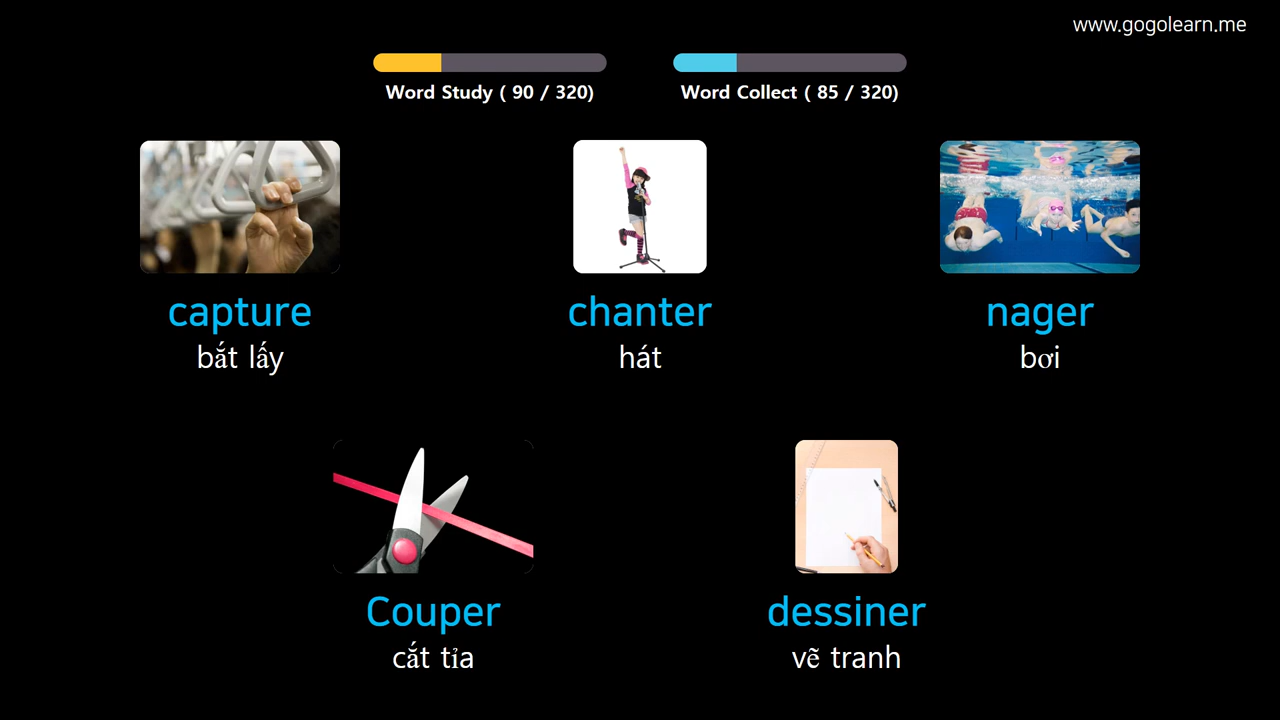 www.gogolearn.me
Word Study ( 90 / 320)
Word Collect ( 85 / 320)
capture
bắt lấy
chanter
hát
nager
bơi
Couper
cắt tỉa
dessiner
vẽ tranh